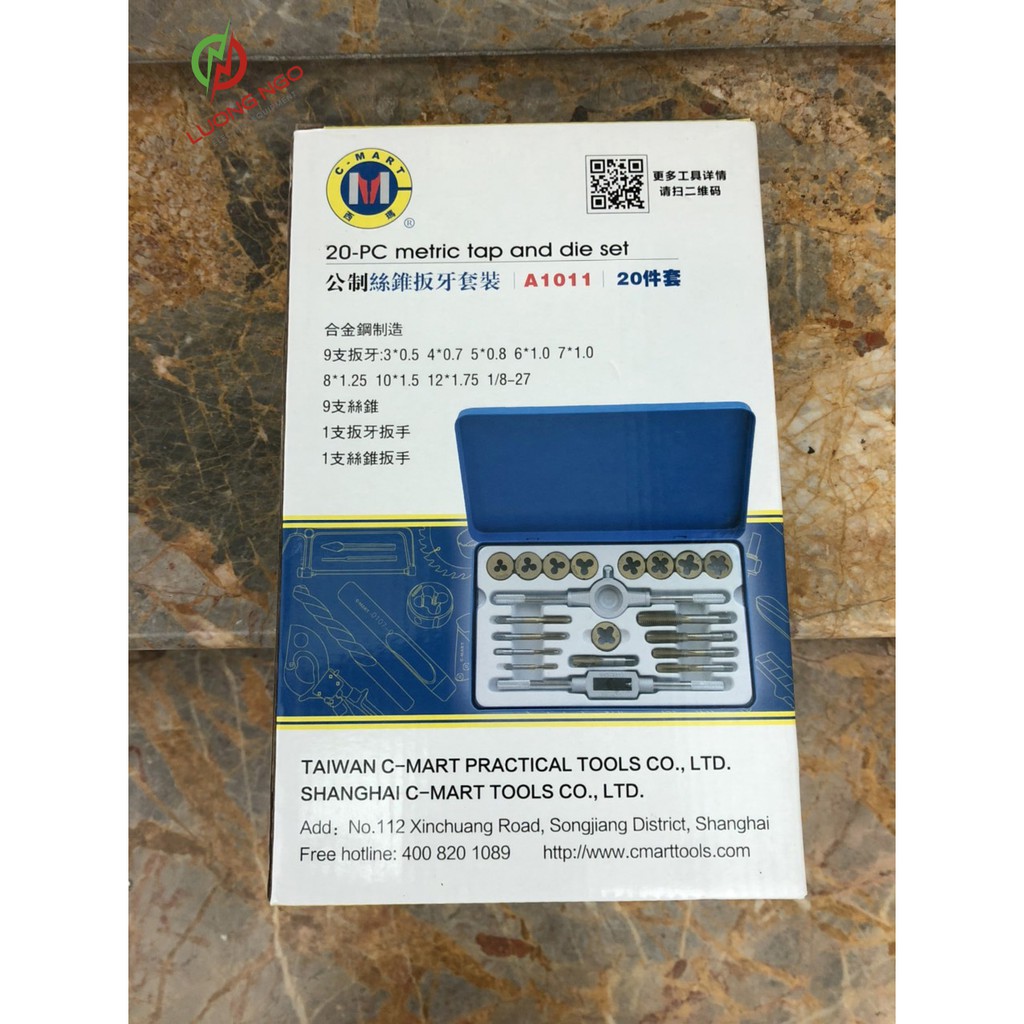 LUONG NGO
C-MART
西瑪
®
更多工具详情
请扫二维码
20-PC metric tap and die set
公制絲錐扳牙套裝 | A1011 | 20件套
合金鋼制造
9支扳牙:3*0.5 4*0.7 5*0.8 6*1.0 7*1.0
8*1.25 10*1.5 12*1.75 1/8-27
9支絲錐
1支扳牙扳手
1支絲錐扳手
TAIWAN C-MART PRACTICAL TOOLS CO., LTD.
SHANGHAI C-MART TOOLS CO., LTD.
Add: No.112 Xinchuang Road, Songjiang District, Shanghai
Free hotline: 400 820 1089 http://www.cmarttools.com